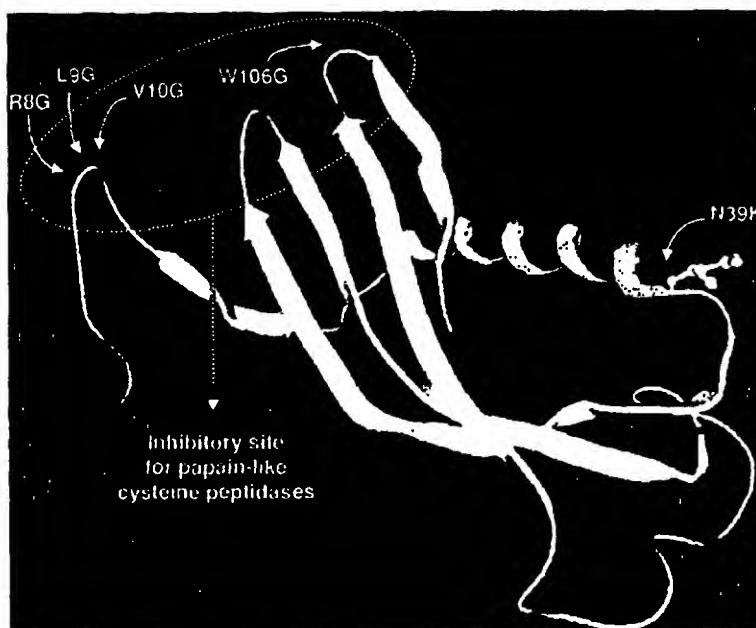 L9G
W106G
R8G
V10G
N39K
Inhibitory site
for papain-like
cysteine peptidases